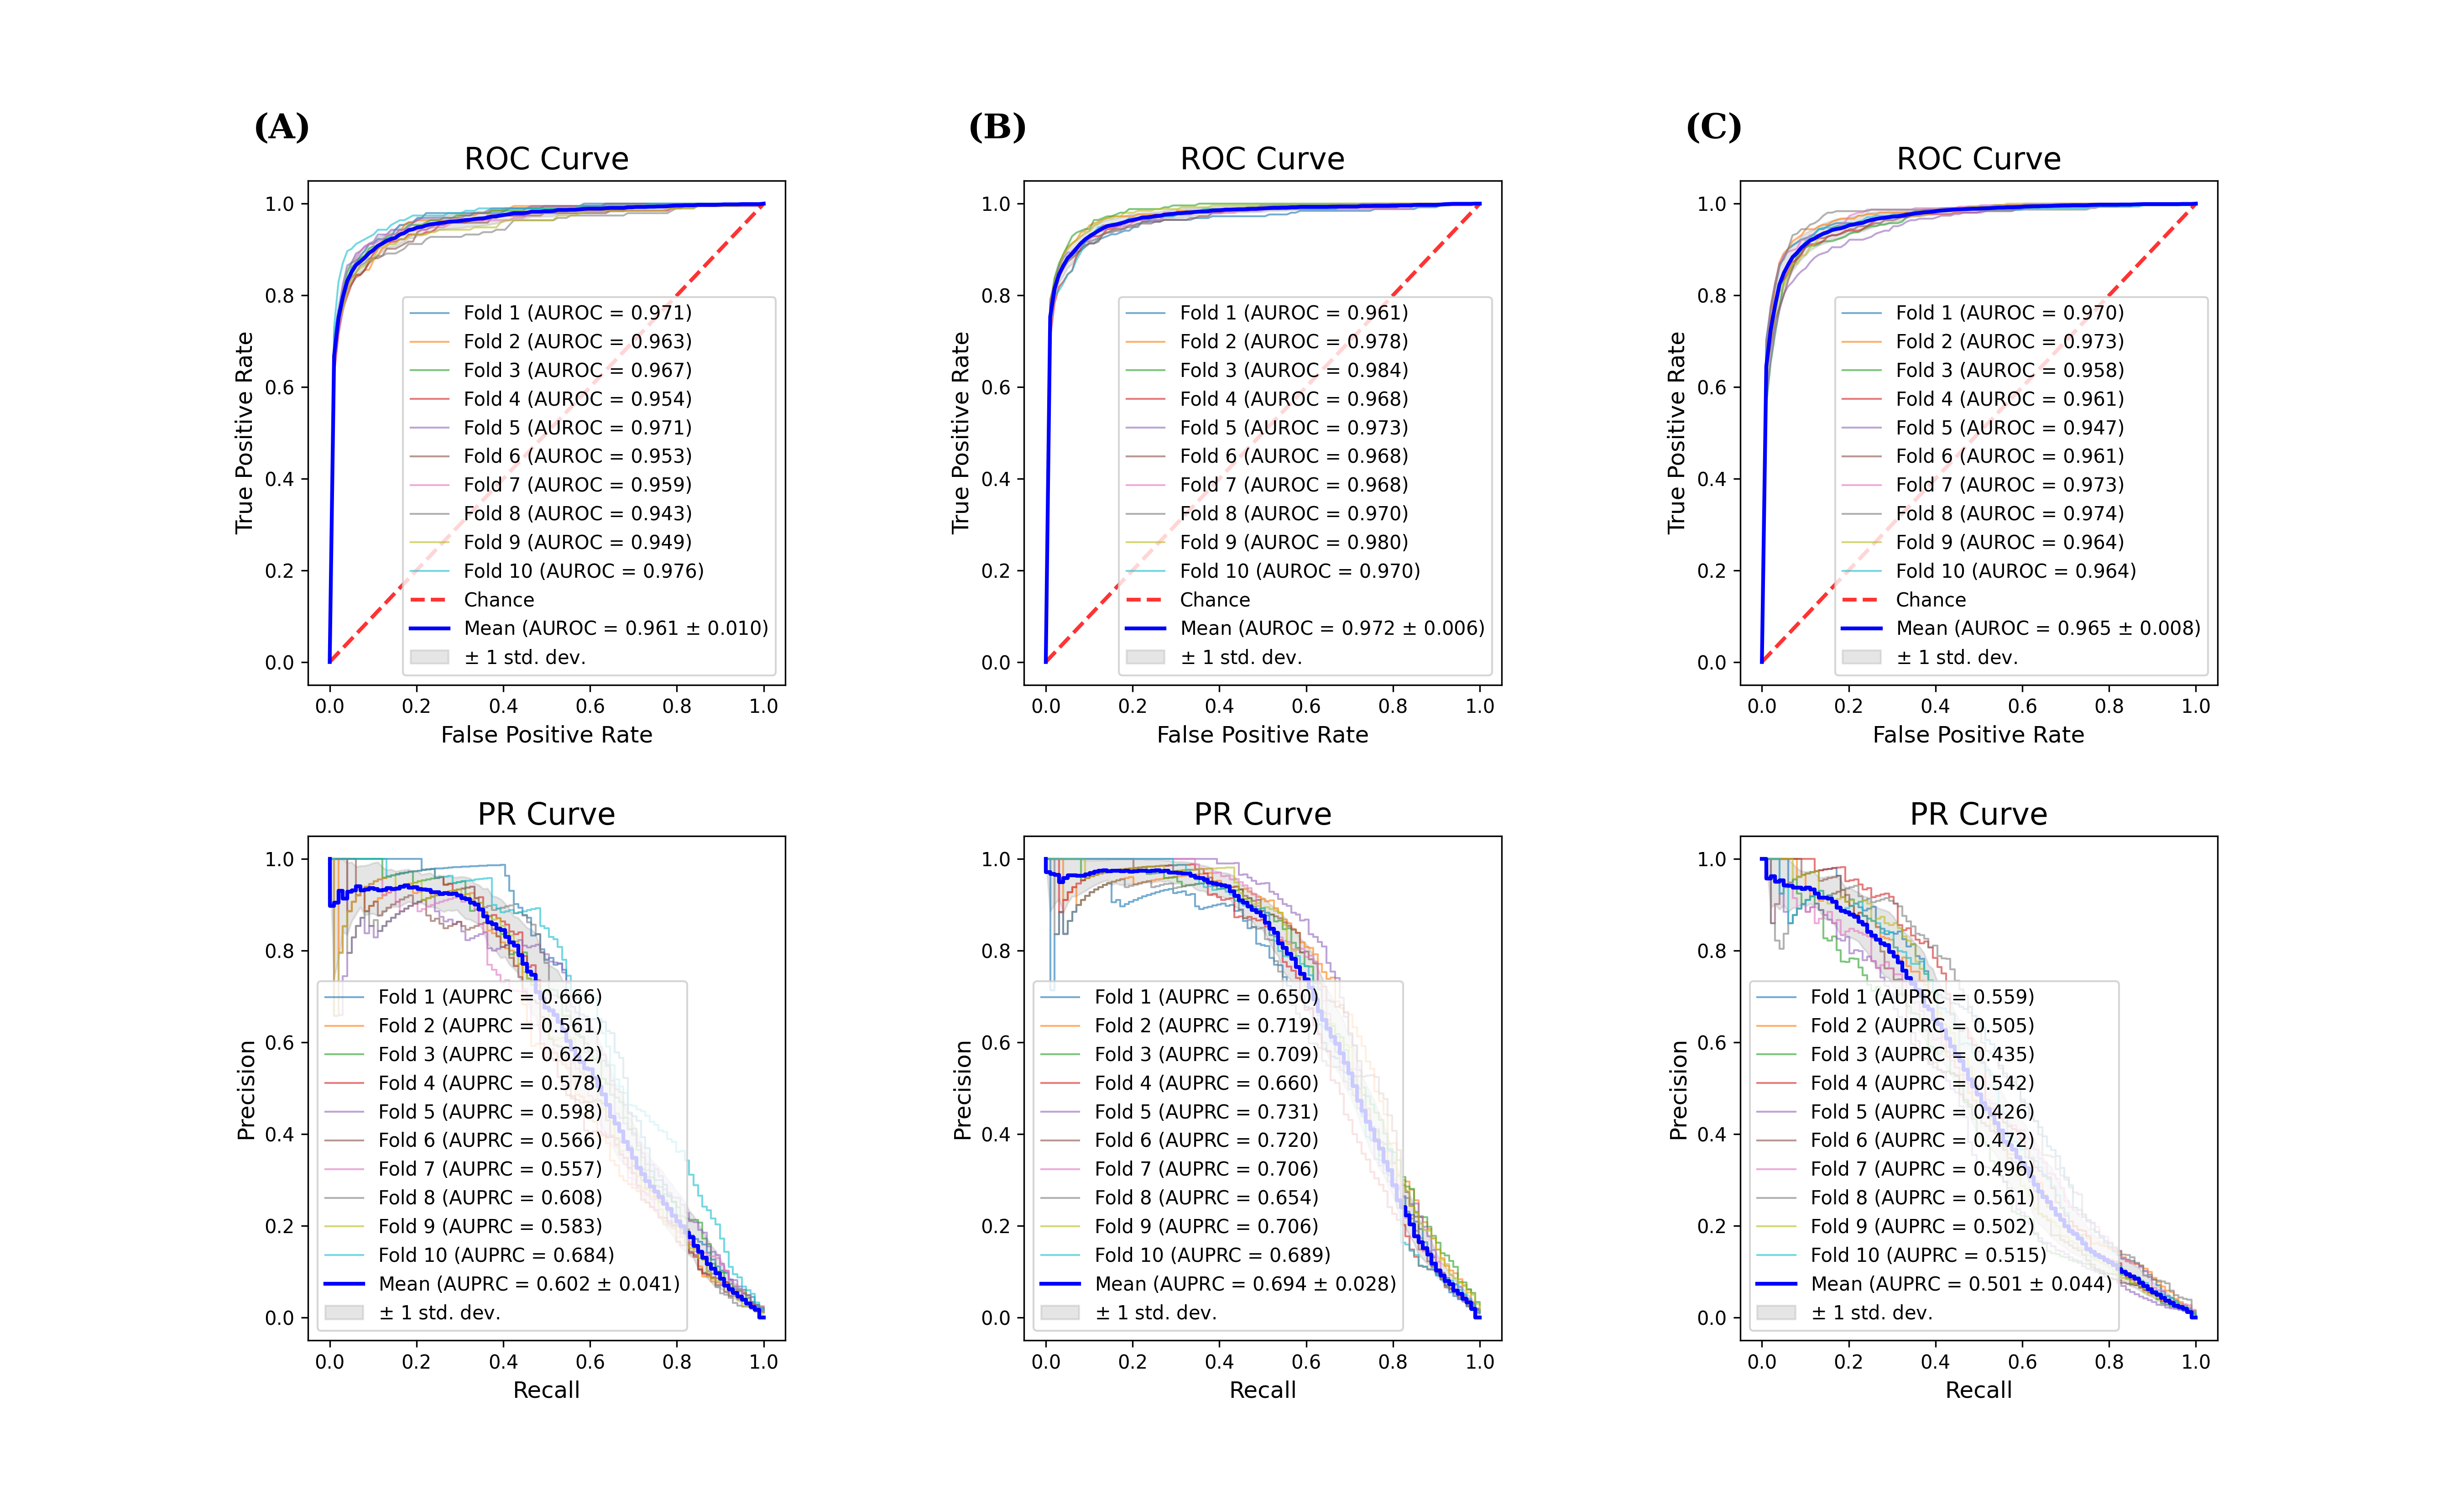 (A)
ROC Curve
True Positive Rate
1.0
0.8
0.6
0.4
0.2
0.0
Fold 1 (AUROC = 0.971)
Fold 2 (AUROC = 0.963)
Fold 3 (AUROC = 0.967)
Fold 4 (AUROC = 0.954)
Fold 5 (AUROC = 0.971)
Fold 6 (AUROC = 0.953)
Fold 7 (AUROC = 0.959)
Fold 8 (AUROC = 0.943)
Fold 9 (AUROC = 0.949)
Fold 10 (AUROC = 0.976)
Chance
Mean (AUROC = 0.961 ± 0.010)
± 1 std. dev.
0.0 0.2 0.4 0.6 0.8 1.0
False Positive Rate
(B)
ROC Curve
True Positive Rate
1.0
0.8
0.6
0.4
0.2
0.0
Fold 1 (AUROC = 0.961)
Fold 2 (AUROC = 0.978)
Fold 3 (AUROC = 0.984)
Fold 4 (AUROC = 0.968)
Fold 5 (AUROC = 0.973)
Fold 6 (AUROC = 0.968)
Fold 7 (AUROC = 0.968)
Fold 8 (AUROC = 0.970)
Fold 9 (AUROC = 0.980)
Fold 10 (AUROC = 0.970)
Chance
Mean (AUROC = 0.972 ± 0.006)
± 1 std. dev.
0.0 0.2 0.4 0.6 0.8 1.0
False Positive Rate
(C)
ROC Curve
True Positive Rate
1.0
0.8
0.6
0.4
0.2
0.0
Fold 1 (AUROC = 0.970)
Fold 2 (AUROC = 0.973)
Fold 3 (AUROC = 0.958)
Fold 4 (AUROC = 0.961)
Fold 5 (AUROC = 0.947)
Fold 6 (AUROC = 0.961)
Fold 7 (AUROC = 0.973)
Fold 8 (AUROC = 0.974)
Fold 9 (AUROC = 0.964)
Fold 10 (AUROC = 0.964)
Chance
Mean (AUROC = 0.965 ± 0.008)
± 1 std. dev.
0.0 0.2 0.4 0.6 0.8 1.0
False Positive Rate
PR Curve
Precision
1.0
0.8
0.6
0.4
0.2
0.0
Fold 1 (AUPRC = 0.666)
Fold 2 (AUPRC = 0.561)
Fold 3 (AUPRC = 0.622)
Fold 4 (AUPRC = 0.578)
Fold 5 (AUPRC = 0.598)
Fold 6 (AUPRC = 0.566)
Fold 7 (AUPRC = 0.557)
Fold 8 (AUPRC = 0.608)
Fold 9 (AUPRC = 0.583)
Fold 10 (AUPRC = 0.684)
Mean (AUPRC = 0.602 ± 0.041)
± 1 std. dev.
0.0 0.2 0.4 0.6 0.8 1.0
Recall
PR Curve
Precision
1.0
0.8
0.6
0.4
0.2
0.0
Fold 1 (AUPRC = 0.650)
Fold 2 (AUPRC = 0.719)
Fold 3 (AUPRC = 0.709)
Fold 4 (AUPRC = 0.660)
Fold 5 (AUPRC = 0.731)
Fold 6 (AUPRC = 0.720)
Fold 7 (AUPRC = 0.706)
Fold 8 (AUPRC = 0.654)
Fold 9 (AUPRC = 0.706)
Fold 10 (AUPRC = 0.689)
Mean (AUPRC = 0.694 ± 0.028)
± 1 std. dev.
0.0 0.2 0.4 0.6 0.8 1.0
Recall
PR Curve
Precision
1.0
0.8
0.6
0.4
0.2
0.0
Fold 1 (AUPRC = 0.559)
Fold 2 (AUPRC = 0.505)
Fold 3 (AUPRC = 0.435)
Fold 4 (AUPRC = 0.542)
Fold 5 (AUPRC = 0.426)
Fold 6 (AUPRC = 0.472)
Fold 7 (AUPRC = 0.496)
Fold 8 (AUPRC = 0.561)
Fold 9 (AUPRC = 0.502)
Fold 10 (AUPRC = 0.515)
Mean (AUPRC = 0.501 ± 0.044)
± 1 std. dev.
0.0 0.2 0.4 0.6 0.8 1.0
Recall